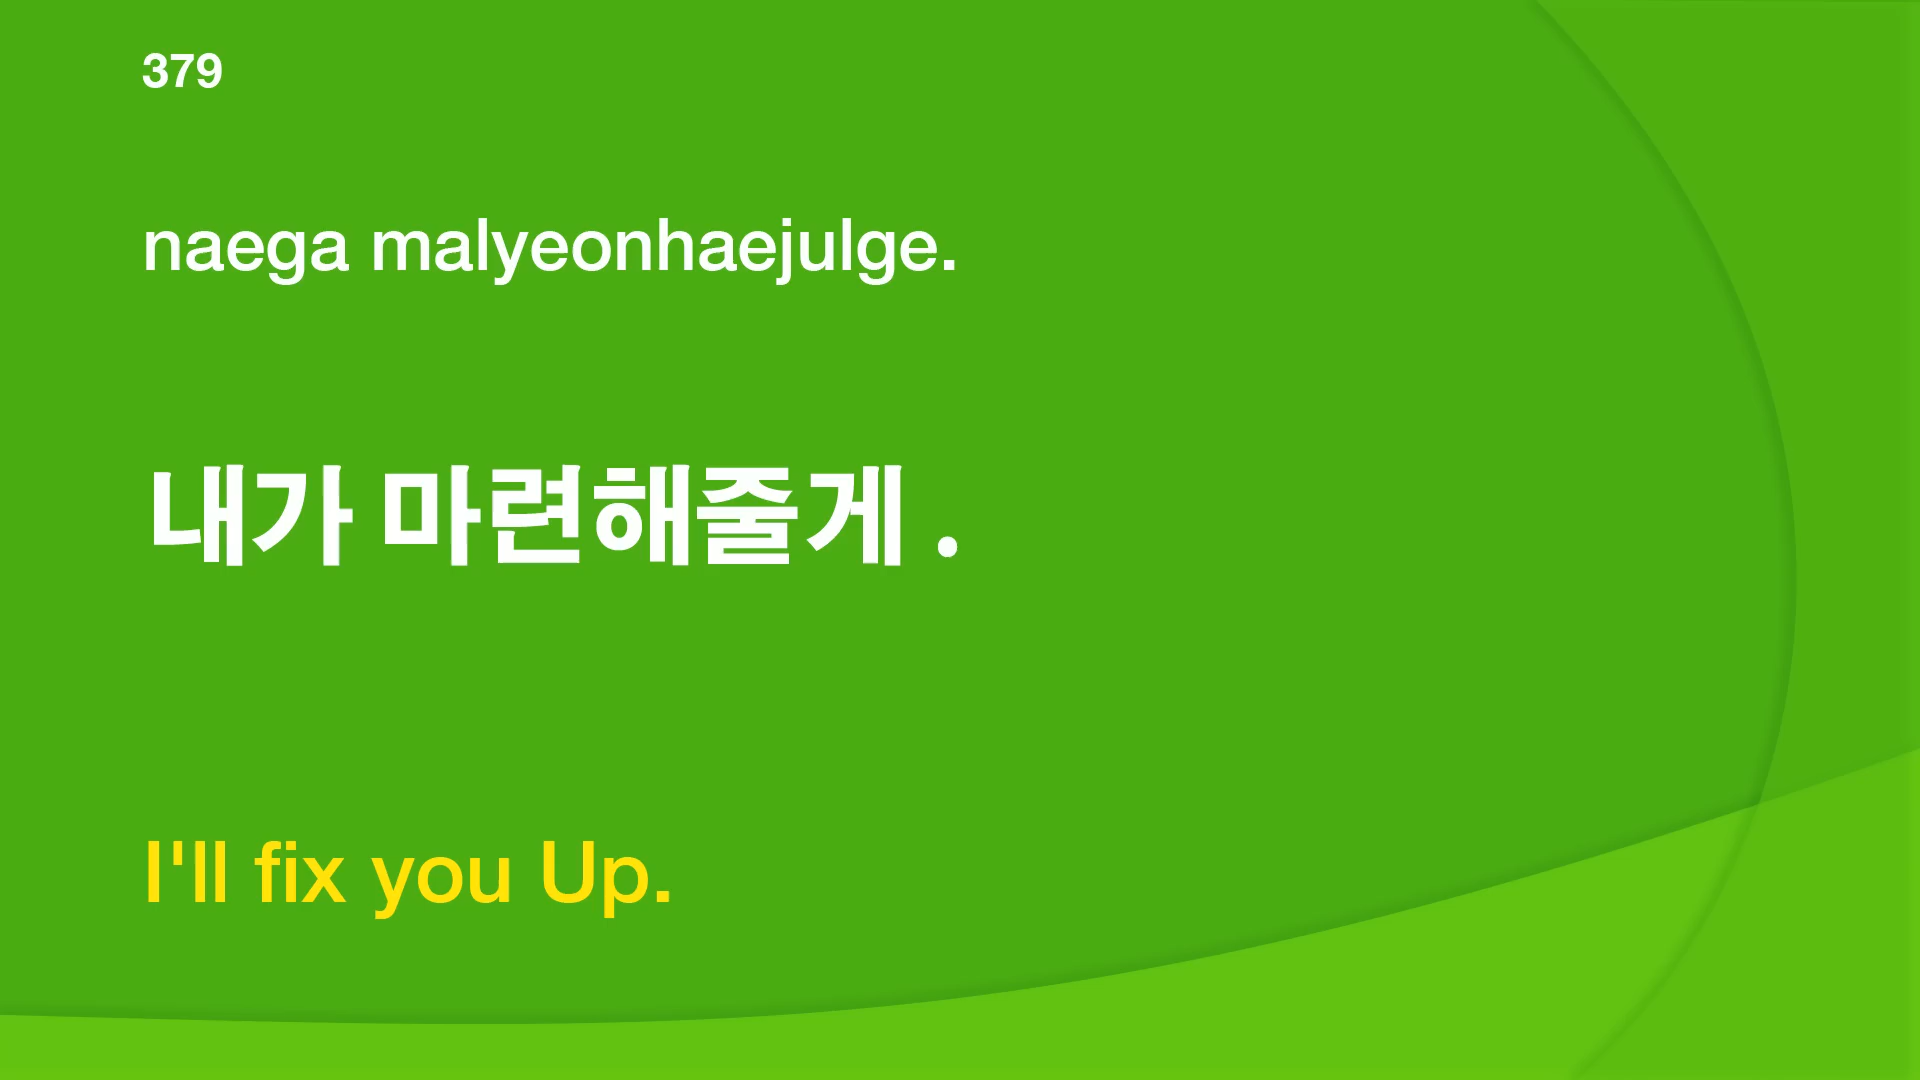 379
naega malyeonhaejulge.
내가 마련해줄게 .
I'll fix you Up.